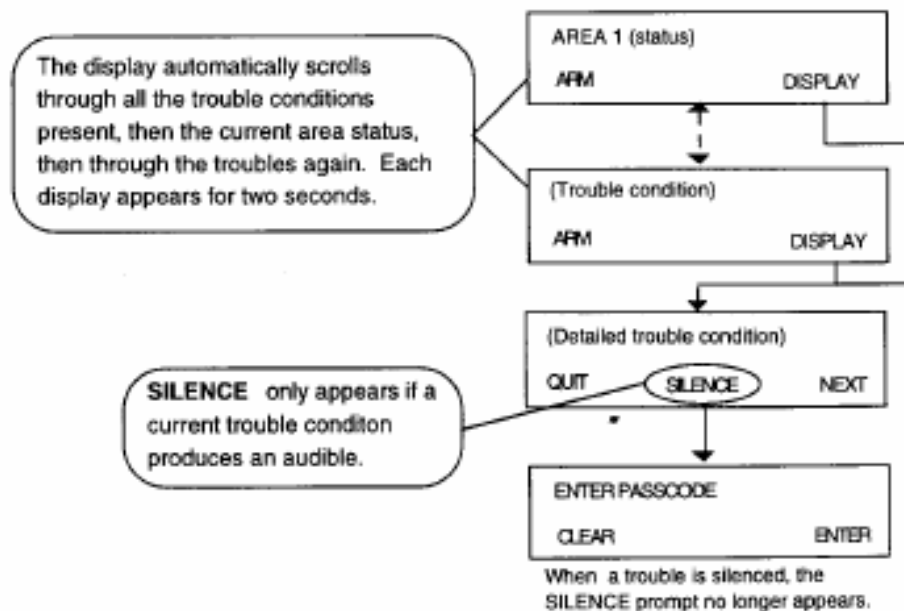 AREA 1 (status)
ARM DISPLAY
The display automatically scrolls
through all the trouble conditions
present, then the current area status,
then through the troubles again. Each
display appears for two seconds.
(Trouble condition)
ARM DISPLAY
(Detailed trouble condition)
QUIT SILENCE NEXT
SILENCE only appears if a
current trouble conditon
produces an audible.
ENTER PASSCODE
CLEAR ENTER
When a trouble is silenced, the
SILENCE prompt no longer appears.